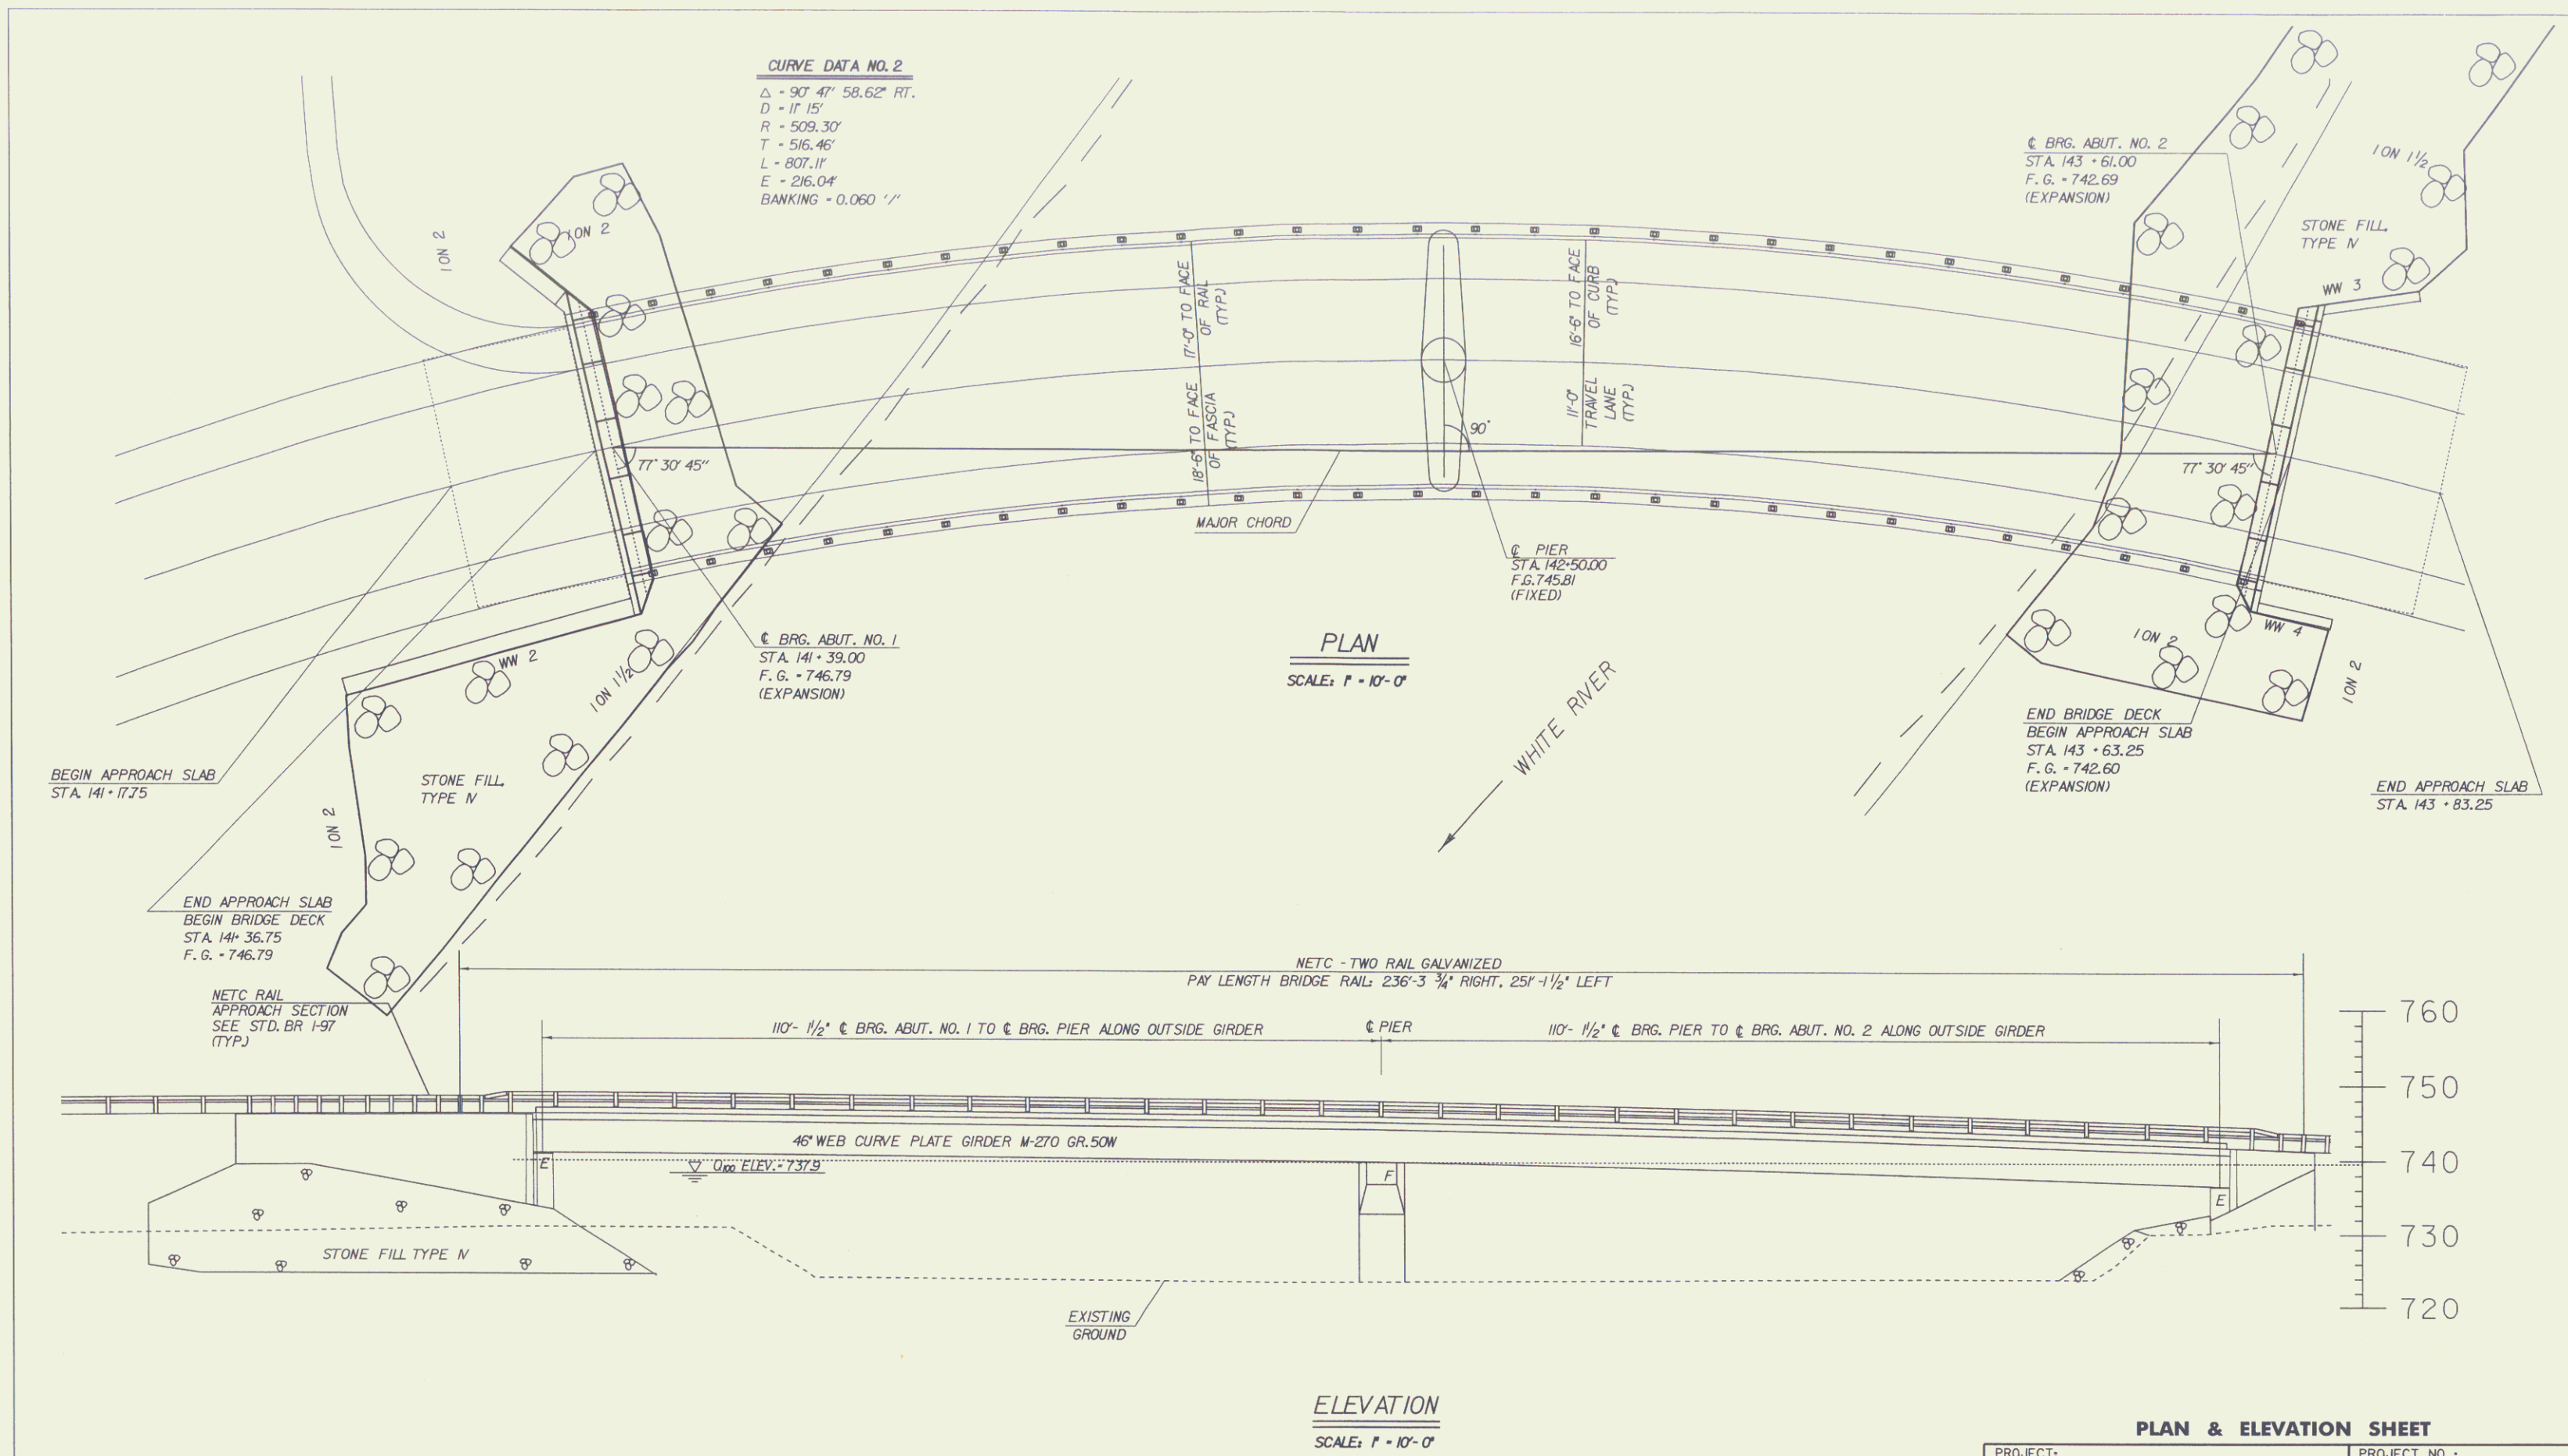 CURVE DATA NO. 2
Δ = 90° 47' 58.62" RT.
D = 11° 15'
R = 509.30'
T = 516.46'
L = 807.11'
E = 216.04'
BANKING = 0.060 '/'
℄ BRG. ABUT. NO. 2
STA. 143 + 61.00
F. G. = 742.69
(EXPANSION)
1 ON 1½
STONE FILL,
TYPE IV
WW 3
1 ON 2
1 ON 2
17'-0" TO FACE
OF RAIL
(TYP.)
18'-6" TO FACE
OF FASCIA
(TYP.)
16'-6" TO FACE
OF CURB
(TYP.)
11'-0"
TRAVEL
LANE
(TYP.)
90°
77° 30' 45"
77° 30' 45"
MAJOR CHORD
℄ PIER
STA. 142+50.00
F.G. 745.81
(FIXED)
℄ BRG. ABUT. NO. 1
STA. 141 + 39.00
F. G. = 746.79
(EXPANSION)
PLAN
SCALE: 1" = 10'-0"
WHITE RIVER
WW 2
1 ON 1½
STONE FILL,
TYPE IV
1 ON 2
WW 4
1 ON 2
1 ON 2
END BRIDGE DECK
BEGIN APPROACH SLAB
STA. 143 + 63.25
F. G. = 742.60
(EXPANSION)
END APPROACH SLAB
STA. 143 + 83.25
BEGIN APPROACH SLAB
STA. 141 + 17.75
END APPROACH SLAB
BEGIN BRIDGE DECK
STA. 141+ 36.75
F. G. = 746.79
NETC RAIL
APPROACH SECTION
SEE STD. BR 1-97
(TYP.)
NETC - TWO RAIL GALVANIZED
PAY LENGTH BRIDGE RAIL: 236'-3 ¾" RIGHT, 251'-1½" LEFT
110'- 1½" ℄ BRG. ABUT. NO. 1 TO ℄ BRG. PIER ALONG OUTSIDE GIRDER
℄ PIER
110'- 1½" ℄ BRG. PIER TO ℄ BRG. ABUT. NO. 2 ALONG OUTSIDE GIRDER
760
750
740
730
720
46" WEB CURVE PLATE GIRDER M-270 GR.50W
E
Q100 ELEV.= 737.9
F
E
STONE FILL TYPE IV
EXISTING
GROUND
ELEVATION
SCALE: 1" = 10'-0"
PLAN & ELEVATION SHEET
PROJECT:
PROJECT NO.: